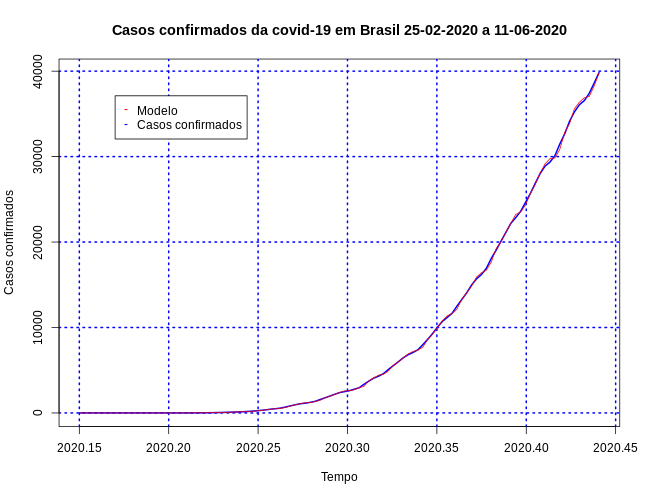 Casos confirmados da covid-19 em Brasil 25-02-2020 a 11-06-2020
40000
30000
20000
10000
0
Casos confirmados
- Modelo
- Casos confirmados
2020.15 2020.20 2020.25 2020.30 2020.35 2020.40 2020.45
Tempo